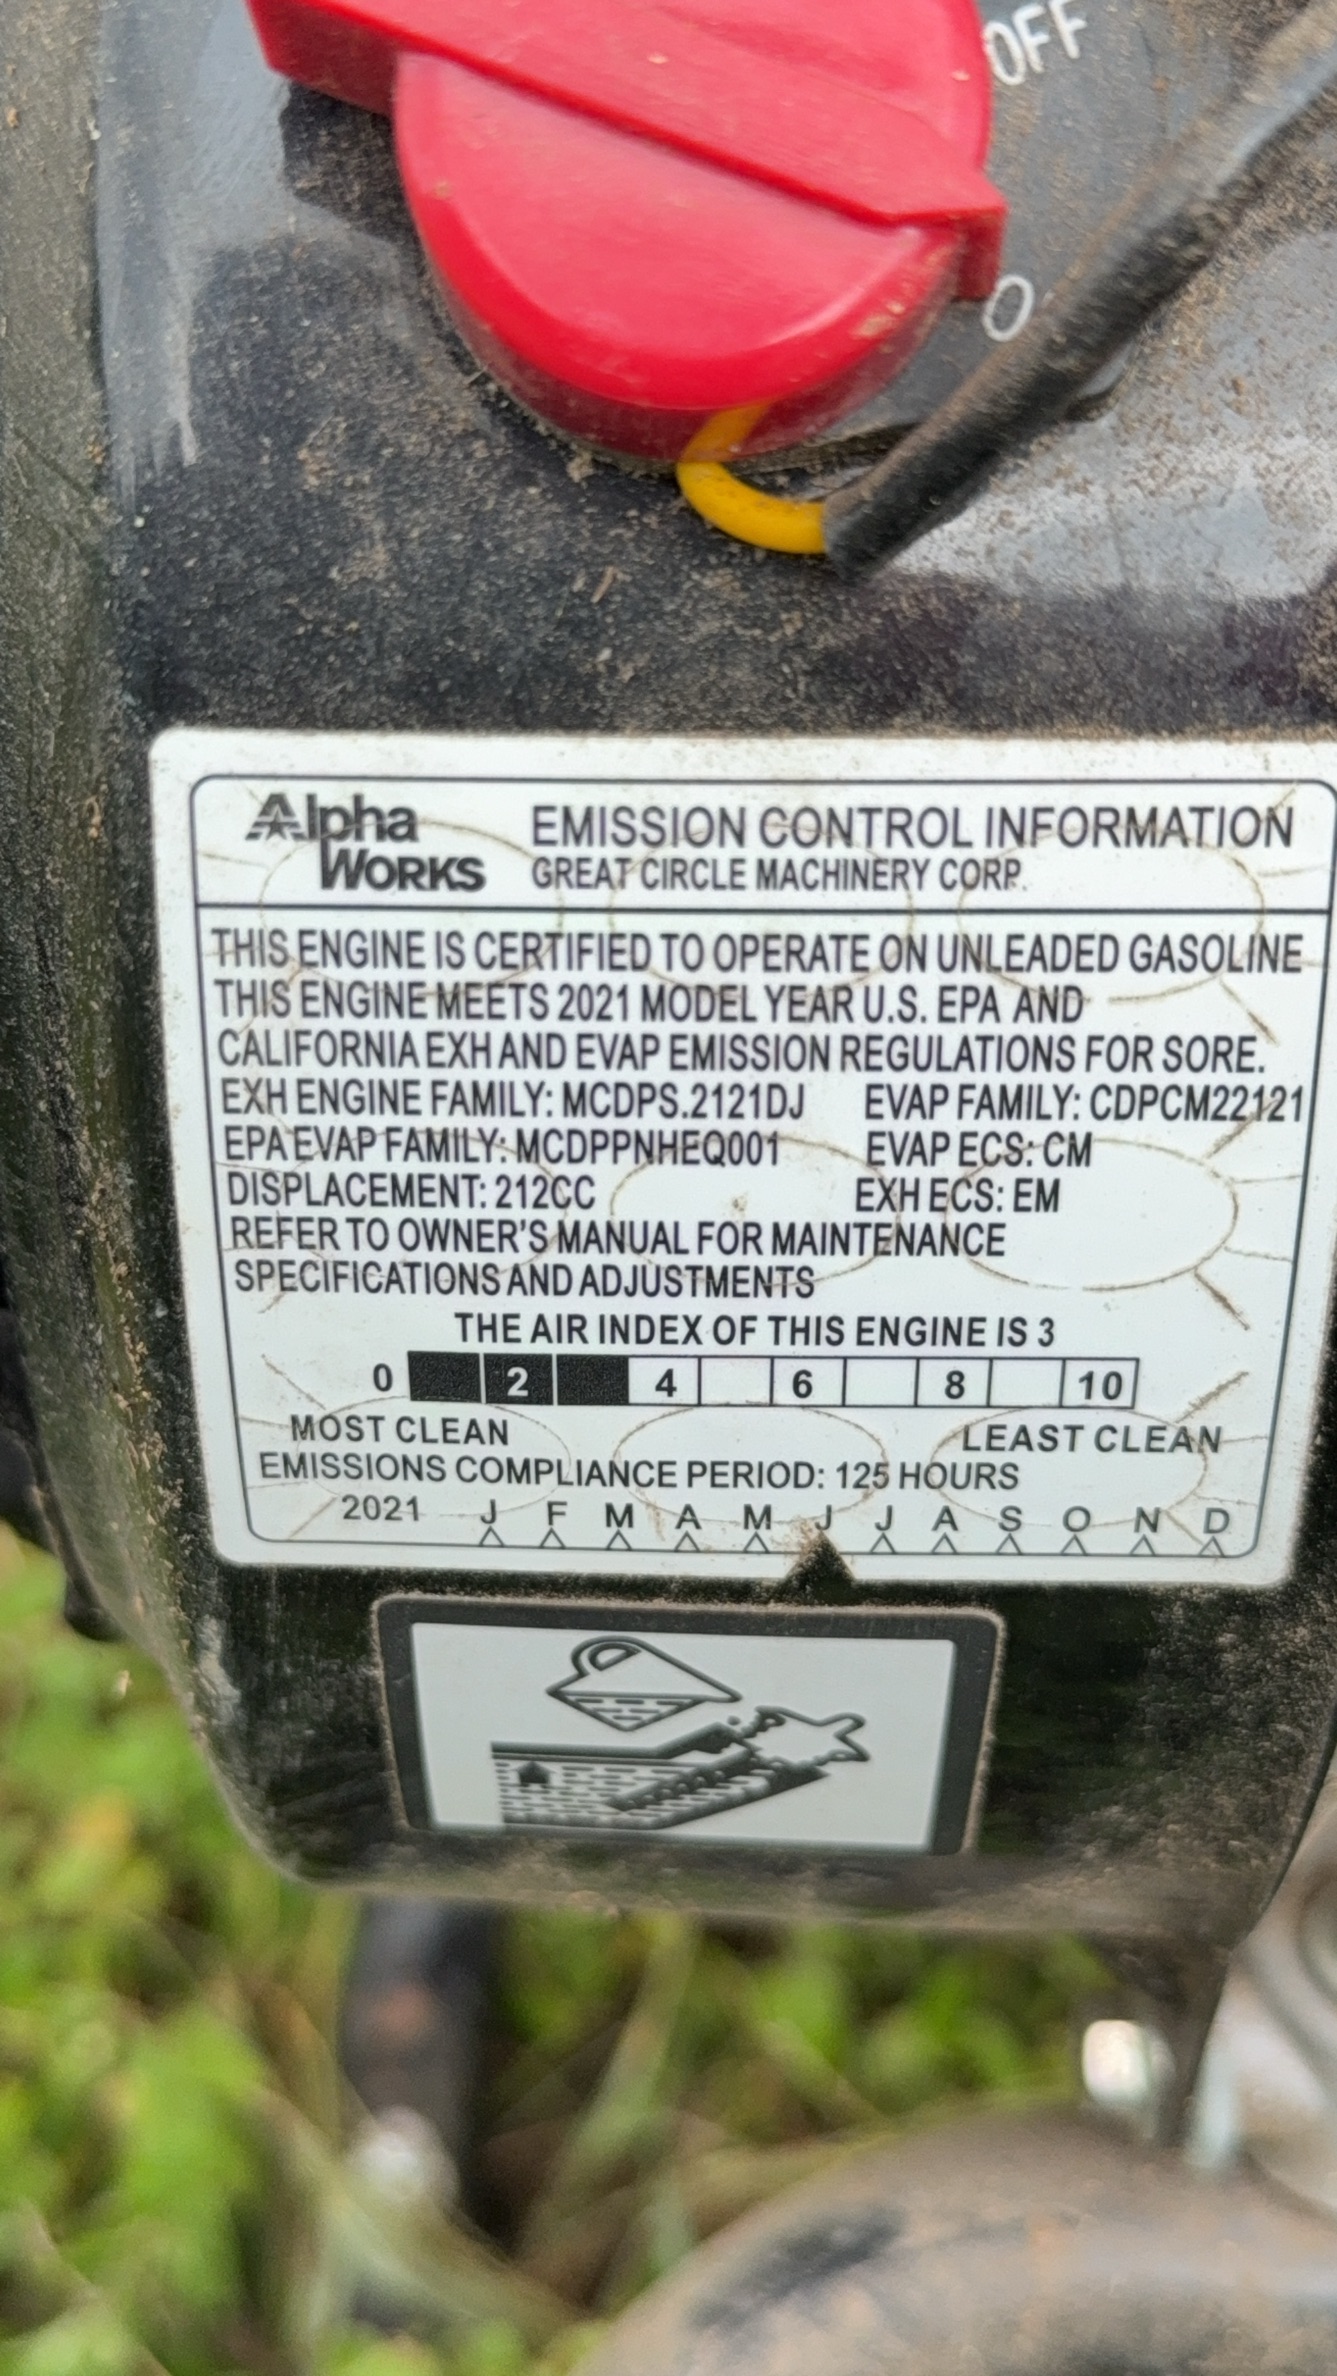 OFF
O
Alpha
WORKS
EMISSION CONTROL INFORMATION
GREAT CIRCLE MACHINERY CORP.
THIS ENGINE IS CERTIFIED TO OPERATE ON UNLEADED GASOLINE
THIS ENGINE MEETS 2021 MODEL YEAR U.S. EPA AND
CALIFORNIA EXH AND EVAP EMISSION REGULATIONS FOR SORE.
EXH ENGINE FAMILY: MCDPS.2121DJ EVAP FAMILY: CDPCM22121
EPA EVAP FAMILY: MCDPPNHEQ001 EVAP ECS: CM
DISPLACEMENT: 212CC EXH ECS: EM
REFER TO OWNER'S MANUAL FOR MAINTENANCE
SPECIFICATIONS AND ADJUSTMENTS
THE AIR INDEX OF THIS ENGINE IS 3
0 2 4 6 8 10
MOST CLEAN LEAST CLEAN
EMISSIONS COMPLIANCE PERIOD: 125 HOURS
2021 J F M A M J J A S O N D